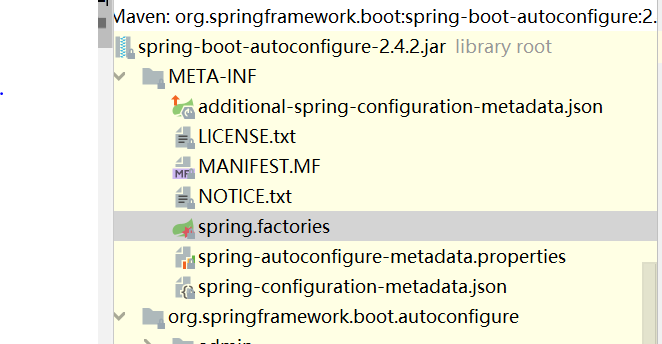 Maven: org.springframework.boot:spring-boot-autoconfigure:2.
spring-boot-autoconfigure-2.4.2.jar library root
META-INF
additional-spring-configuration-metadata.json
LICENSE.txt
MANIFEST.MF
MF
NOTICE.txt
spring.factories
spring-autoconfigure-metadata.properties
spring-configuration-metadata.json
org.springframework.boot.autoconfigure
admin